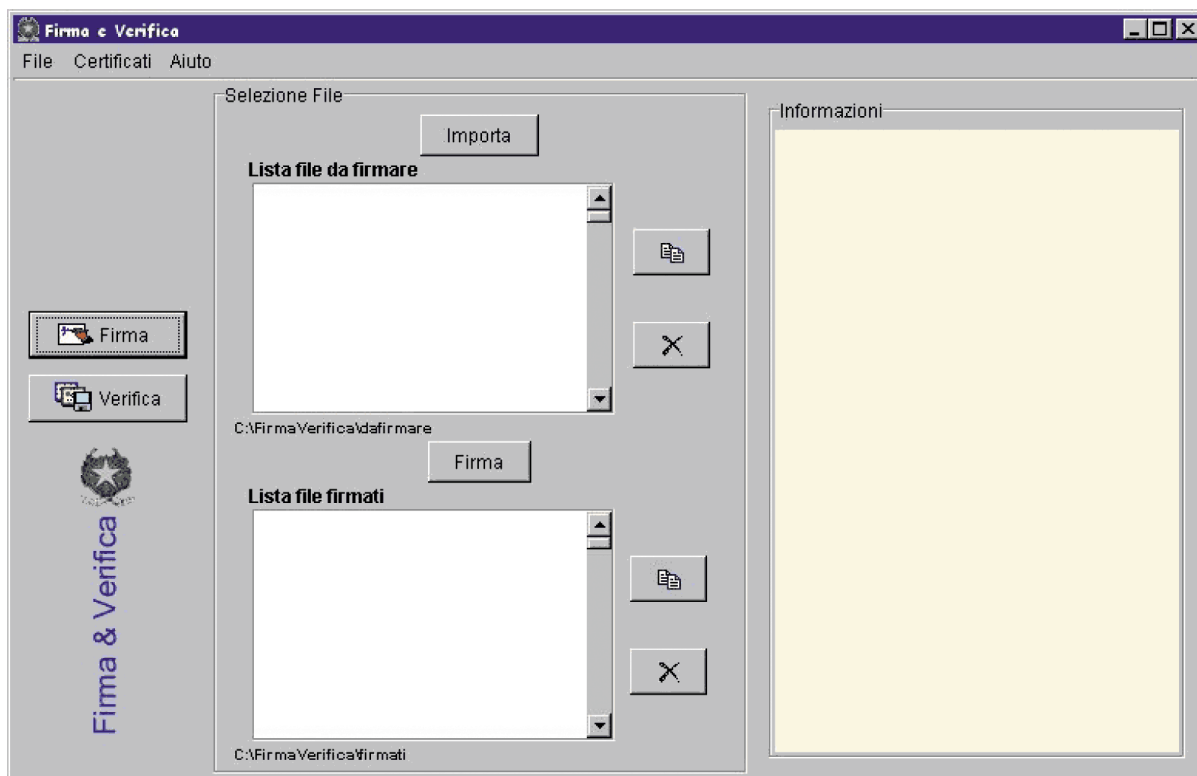 Firma e Verifica
File Certificati Aiuto
Selezione File
Importa
Lista file da firmare
C:\FirmaVerifica\dafirmare
Firma
Lista file firmati
C:\FirmaVerifica\firmati
Firma
Verifica
Firma & Verifica
Informazioni